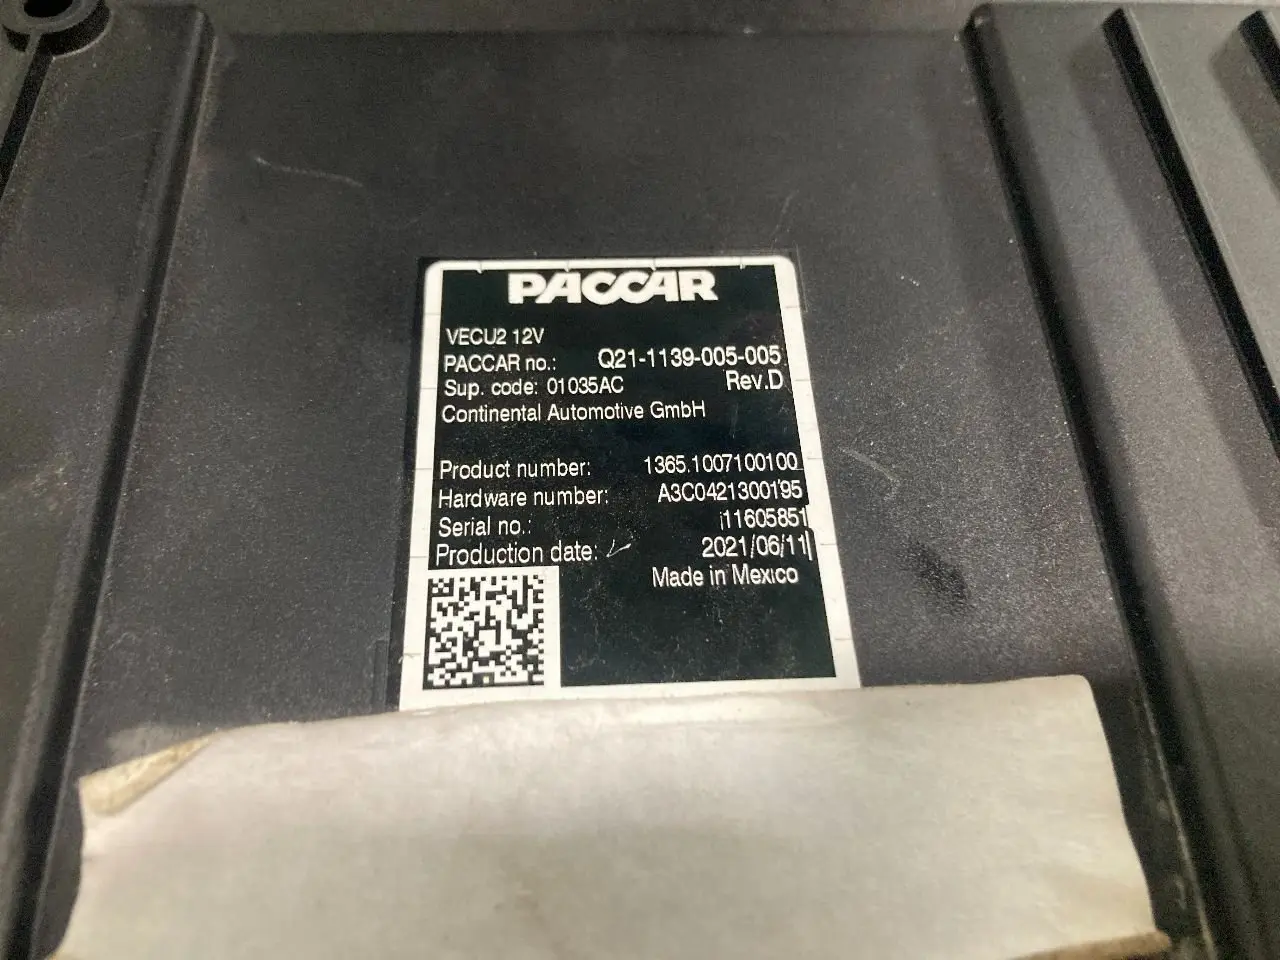 PACCAR
VECU2 12V
PACCAR no.: Q21-1139-005-005
Sup. code: 01035AC Rev.D
Continental Automotive GmbH
Product number: 1365.1007100100
Hardware number: A3C0421300195
Serial no.: i11605851
Production date: 2021/06/11
Made in Mexico